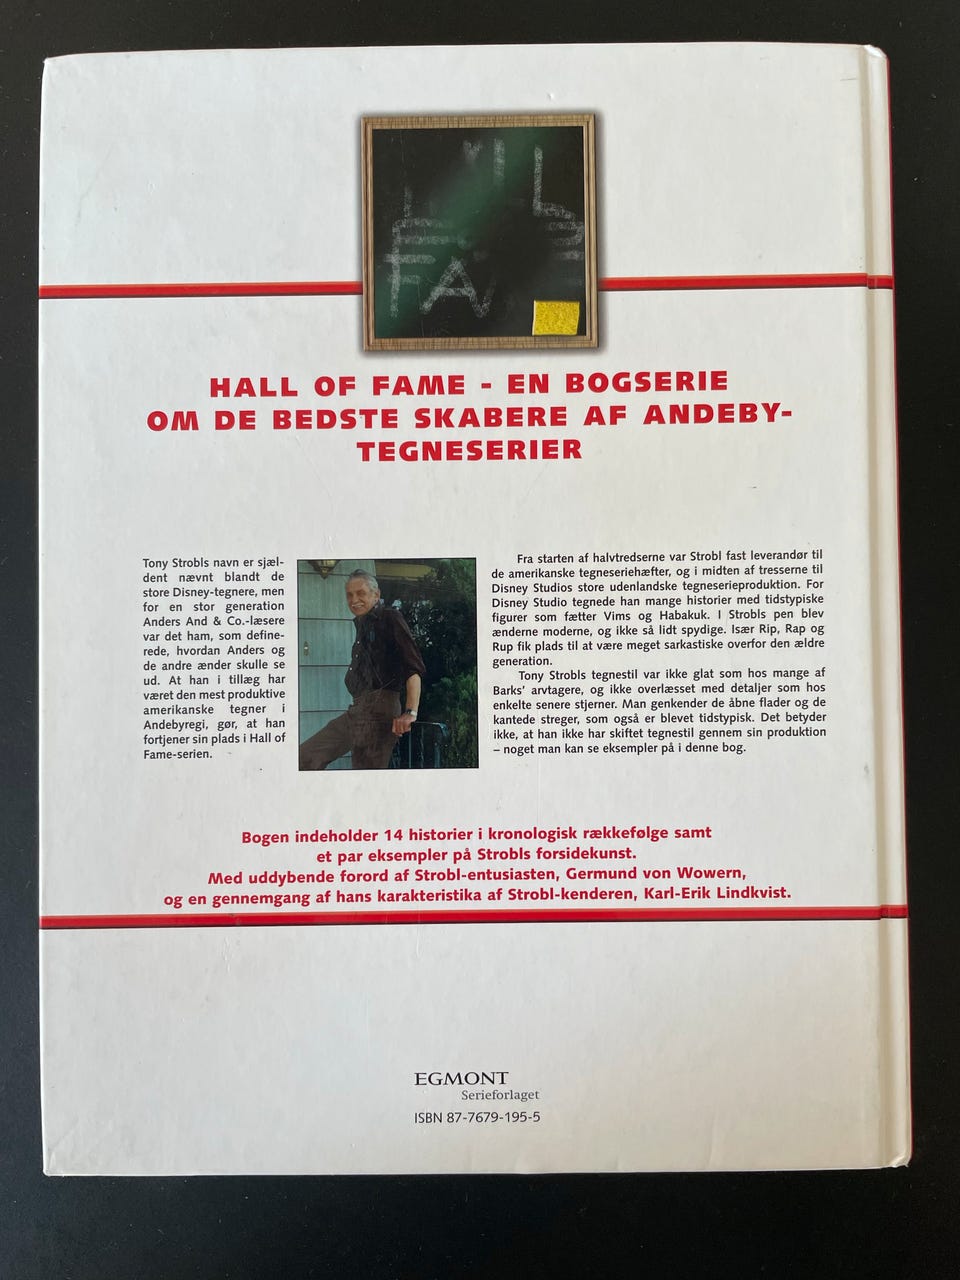 HALL OF FAME - EN BOGSERIE
OM DE BEDSTE SKABERE AF ANDEBY-
TEGNESERIER
Tony Strobls navn er sjæl-
dent nævnt blandt de
store Disney-tegnere, men
for en stor generation
Anders And & Co.-læsere
var det ham, som define-
rede, hvordan Anders og
de andre ænder skulle se
ud. At han i tillæg har
været den mest produktive
amerikanske tegner i
Andebyregi, gør, at han
fortjener sin plads i Hall of
Fame-serien.
Fra starten af halvtredserne var Strobl fast leverandør til
de amerikanske tegneseriehæfter, og i midten af tresserne til
Disney Studios store udenlandske tegneserieproduktion. For
Disney Studio tegnede han mange historier med tidstypiske
figurer som fætter Vims og Habakuk. I Strobls pen blev
ænderne moderne, og ikke så lidt spydige. Især Rip, Rap og
Rup fik plads til at være meget sarkastiske overfor den ældre
generation.
Tony Strobls tegnestil var ikke glat som hos mange af
Barks' arvtagere, og ikke overlæsset med detaljer som hos
enkelte senere stjerner. Man genkender de åbne flader og de
kantede streger, som også er blevet tidstypisk. Det betyder
ikke, at han ikke har skiftet tegnestil gennem sin produktion
– noget man kan se eksempler på i denne bog.
Bogen indeholder 14 historier i kronologisk rækkefølge samt
et par eksempler på Strobls forsidekunst.
Med uddybende forord af Strobl-entusiasten, Germund von Wowern,
og en gennemgang af hans karakteristika af Strobl-kenderen, Karl-Erik Lindkvist.
EGMONT
Serieforlaget
ISBN 87-7679-195-5